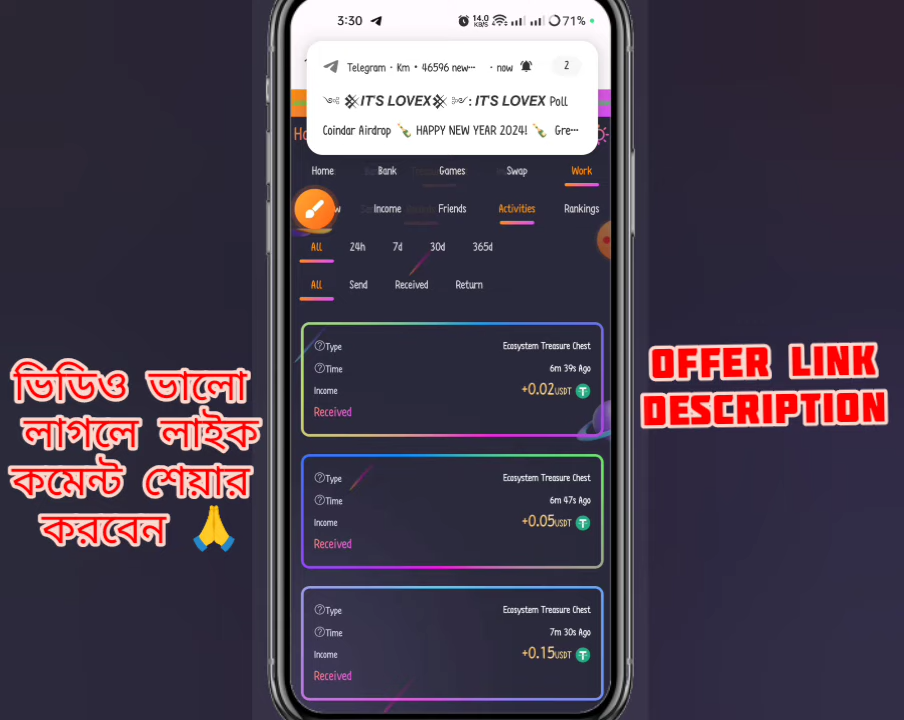 3:30
14.0
KB/S
71%
Telegram · Km • 46596 new··· · now
2
IT'S LOVEX : IT'S LOVEX Poll
Coindar Airdrop 🍾 HAPPY NEW YEAR 2024! 🍾 Gre···
Home Bank Games Swap Work
Income Friends Activities Rankings
All 24h 7d 30d 365d
All Send Received Return
Type Ecosystem Treasure Chest
Time 6m 39s Ago
Income +0.02USDT
Received
Type Ecosystem Treasure Chest
Time 6m 47s Ago
Income +0.05USDT
Received
Type Ecosystem Treasure Chest
Time 7m 30s Ago
Income +0.15USDT
Received
ভিডিও ভালো
লাগলে লাইক
কমেন্ট শেয়ার
করবেন 🙏
OFFER LINK
DESCRIPTION